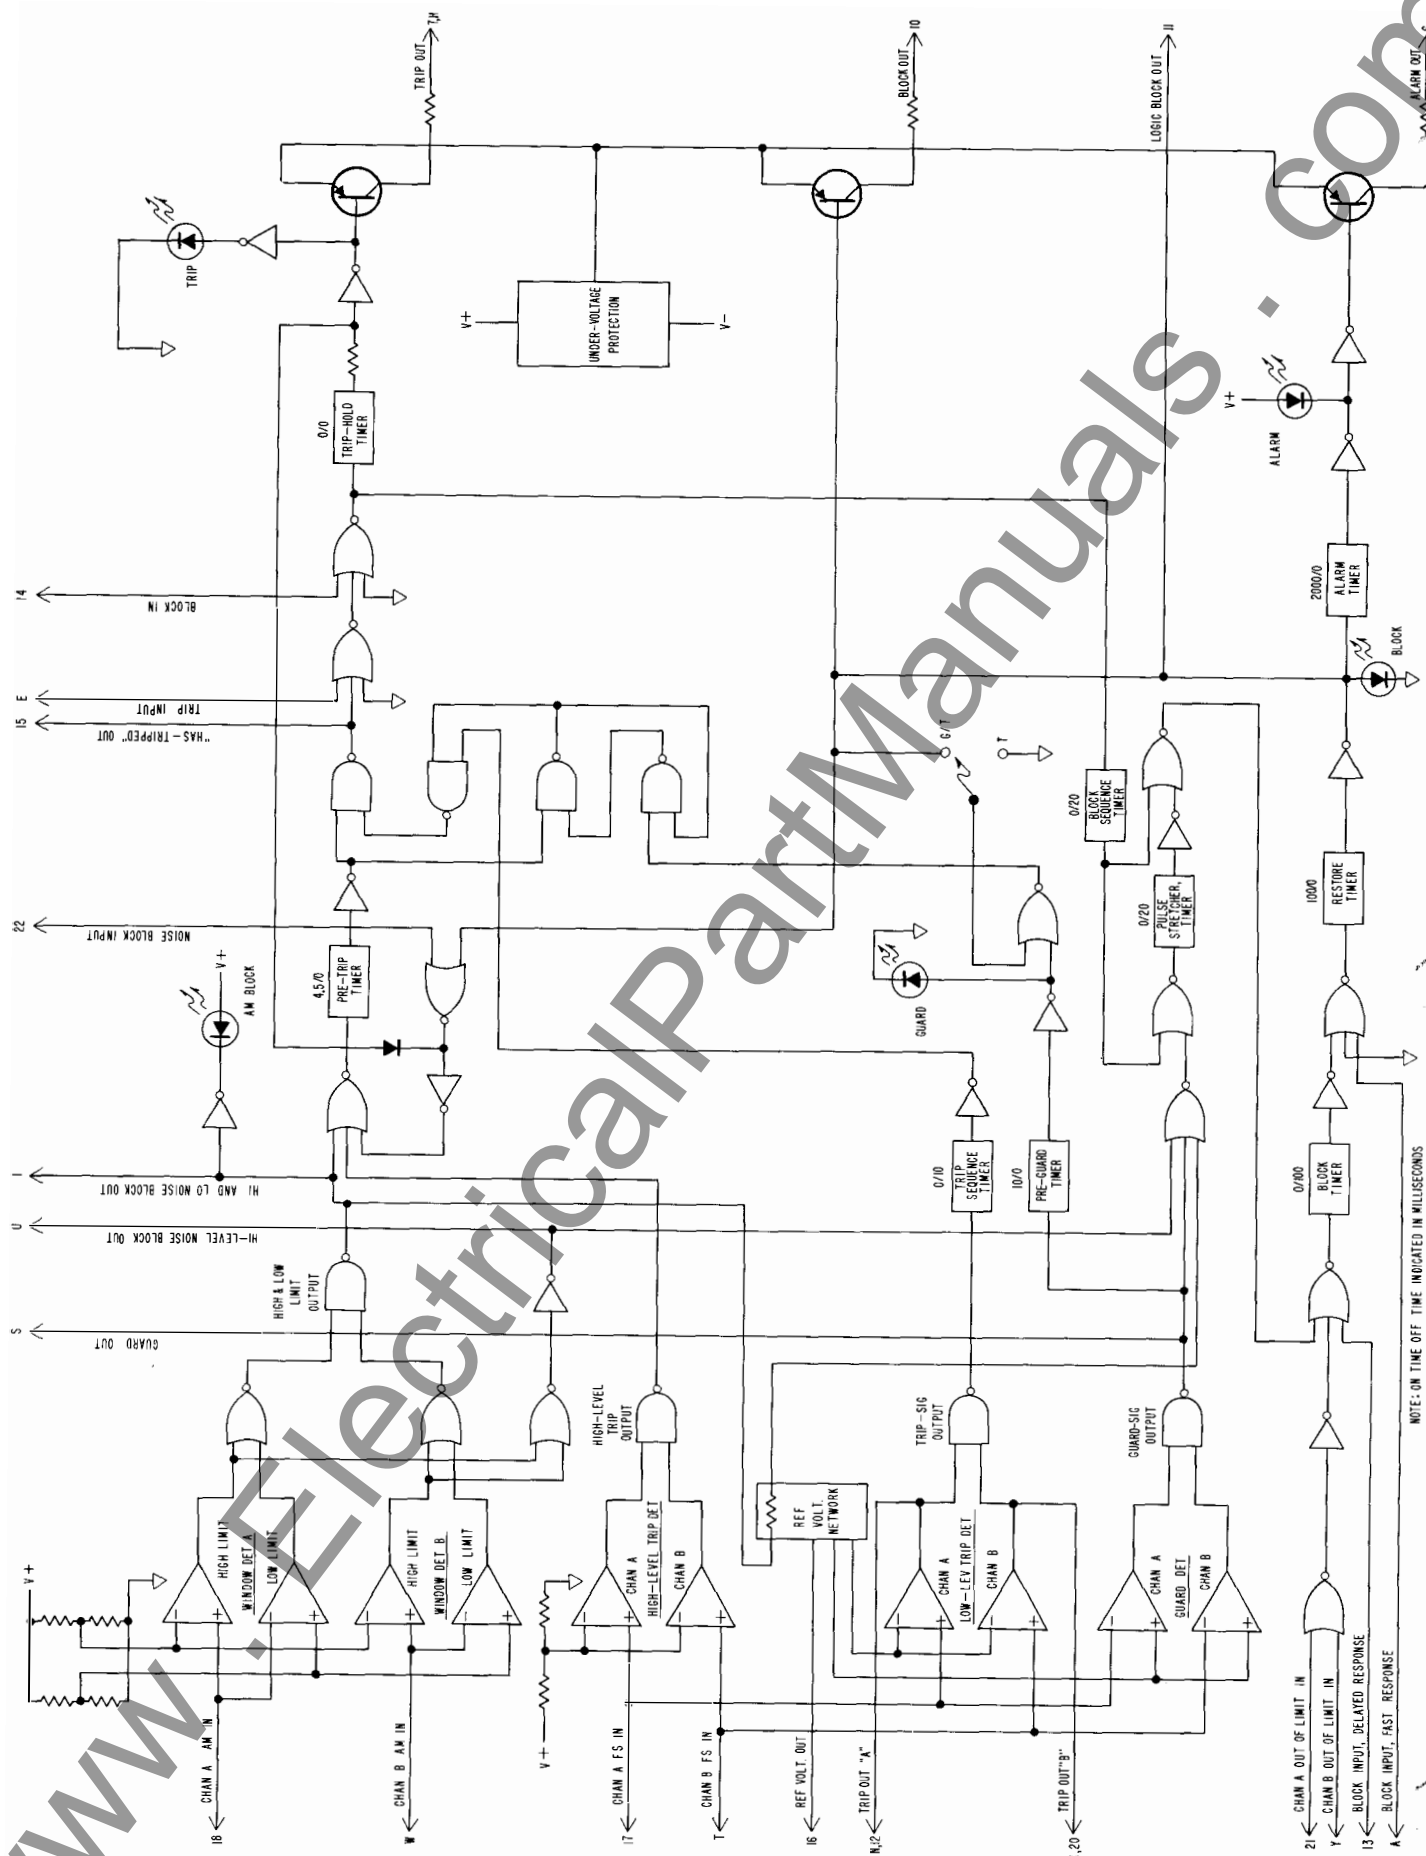 TRIP OUT
7,H
BLOCK OUT
10
LOGIC BLOCK OUT
11
ALARM OUT
TRIP
V+
UNDER-VOLTAGE
PROTECTION
V-
0/0
TRIP-HOLD
TIMER
V+
ALARM
2000/0
ALARM
TIMER
BLOCK
14
BLOCK IN
E
TRIP INPUT
15
"HAS-TRIPPED" OUT
22
NOISE BLOCK INPUT
V+
AM BLOCK
4.5/0
PRE-TRIP
TIMER
G/T
T
0/20
BLOCK
SEQUENCE
TIMER
0/20
PULSE
STRETCHER,
TIMER
100/0
RESTORE
TIMER
GUARD
I
HI AND LO NOISE BLOCK OUT
U
HI-LEVEL NOISE BLOCK OUT
S
GUARD OUT
HIGH & LOW
LIMIT
OUTPUT
0/10
TRIP
SEQUENCE
TIMER
10/0
PRE-GUARD
TIMER
0/100
BLOCK
TIMER
HIGH-LEVEL
TRIP
OUTPUT
TRIP-SIG
OUTPUT
GUARD-SIG
OUTPUT
V+
HIGH LIMIT
WINDOW DET A
LOW LIMIT
HIGH LIMIT
WINDOW DET B
LOW LIMIT
CHAN A
HIGH-LEVEL TRIP DET
CHAN B
REF
VOLT.
NETWORK
CHAN A
LOW-LEV TRIP DET
CHAN B
CHAN A
GUARD DET
CHAN B
V+
18
CHAN A AM IN
W
CHAN B AM IN
17
CHAN A FS IN
T
CHAN B FS IN
16
REF VOLT. OUT
N,12
TRIP OUT "A"
,20
TRIP OUT "B"
21
CHAN A OUT OF LIMIT IN
Y
CHAN B OUT OF LIMIT IN
13
BLOCK INPUT, DELAYED RESPONSE
A
BLOCK INPUT, FAST RESPONSE
NOTE: ON TIME OFF TIME INDICATED IN MILLISECONDS
www.ElectricalPartManuals.com